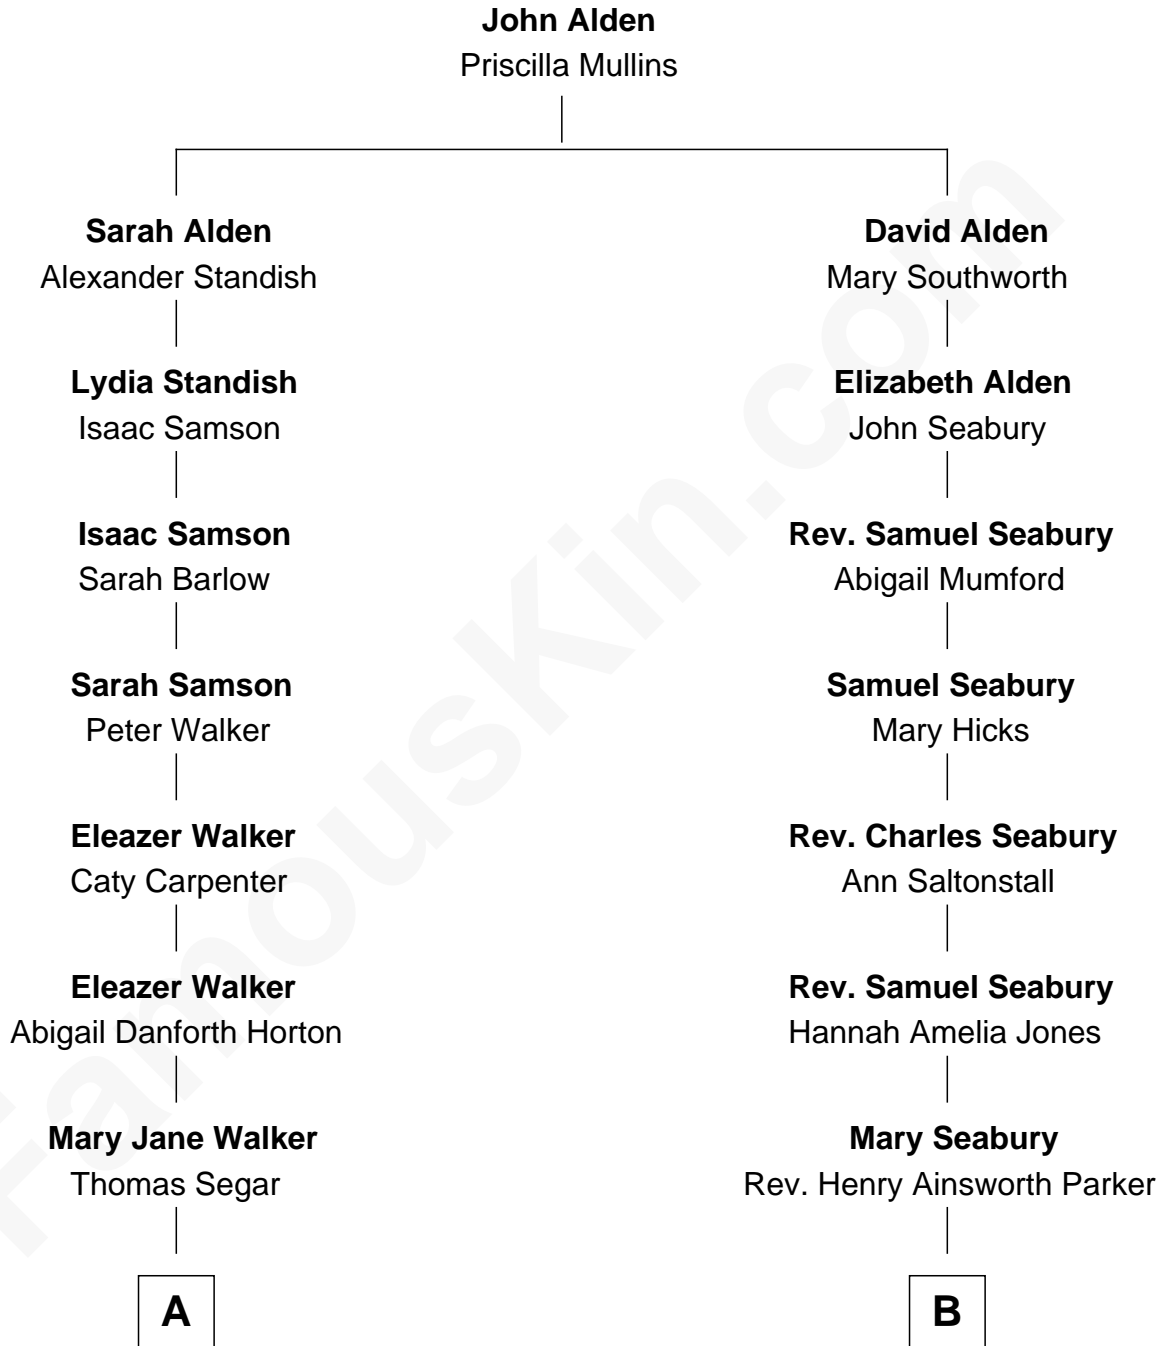 John Alden
Priscilla Mullins
Sarah Alden
Alexander Standish
David Alden
Mary Southworth
Lydia Standish
Isaac Samson
Elizabeth Alden
John Seabury
Isaac Samson
Sarah Barlow
Rev. Samuel Seabury
Abigail Mumford
Sarah Samson
Peter Walker
Samuel Seabury
Mary Hicks
Eleazer Walker
Caty Carpenter
Rev. Charles Seabury
Ann Saltonstall
Eleazer Walker
Abigail Danforth Horton
Rev. Samuel Seabury
Hannah Amelia Jones
Mary Jane Walker
Thomas Segar
Mary Seabury
Rev. Henry Ainsworth Parker
A
B
FamousKin.com